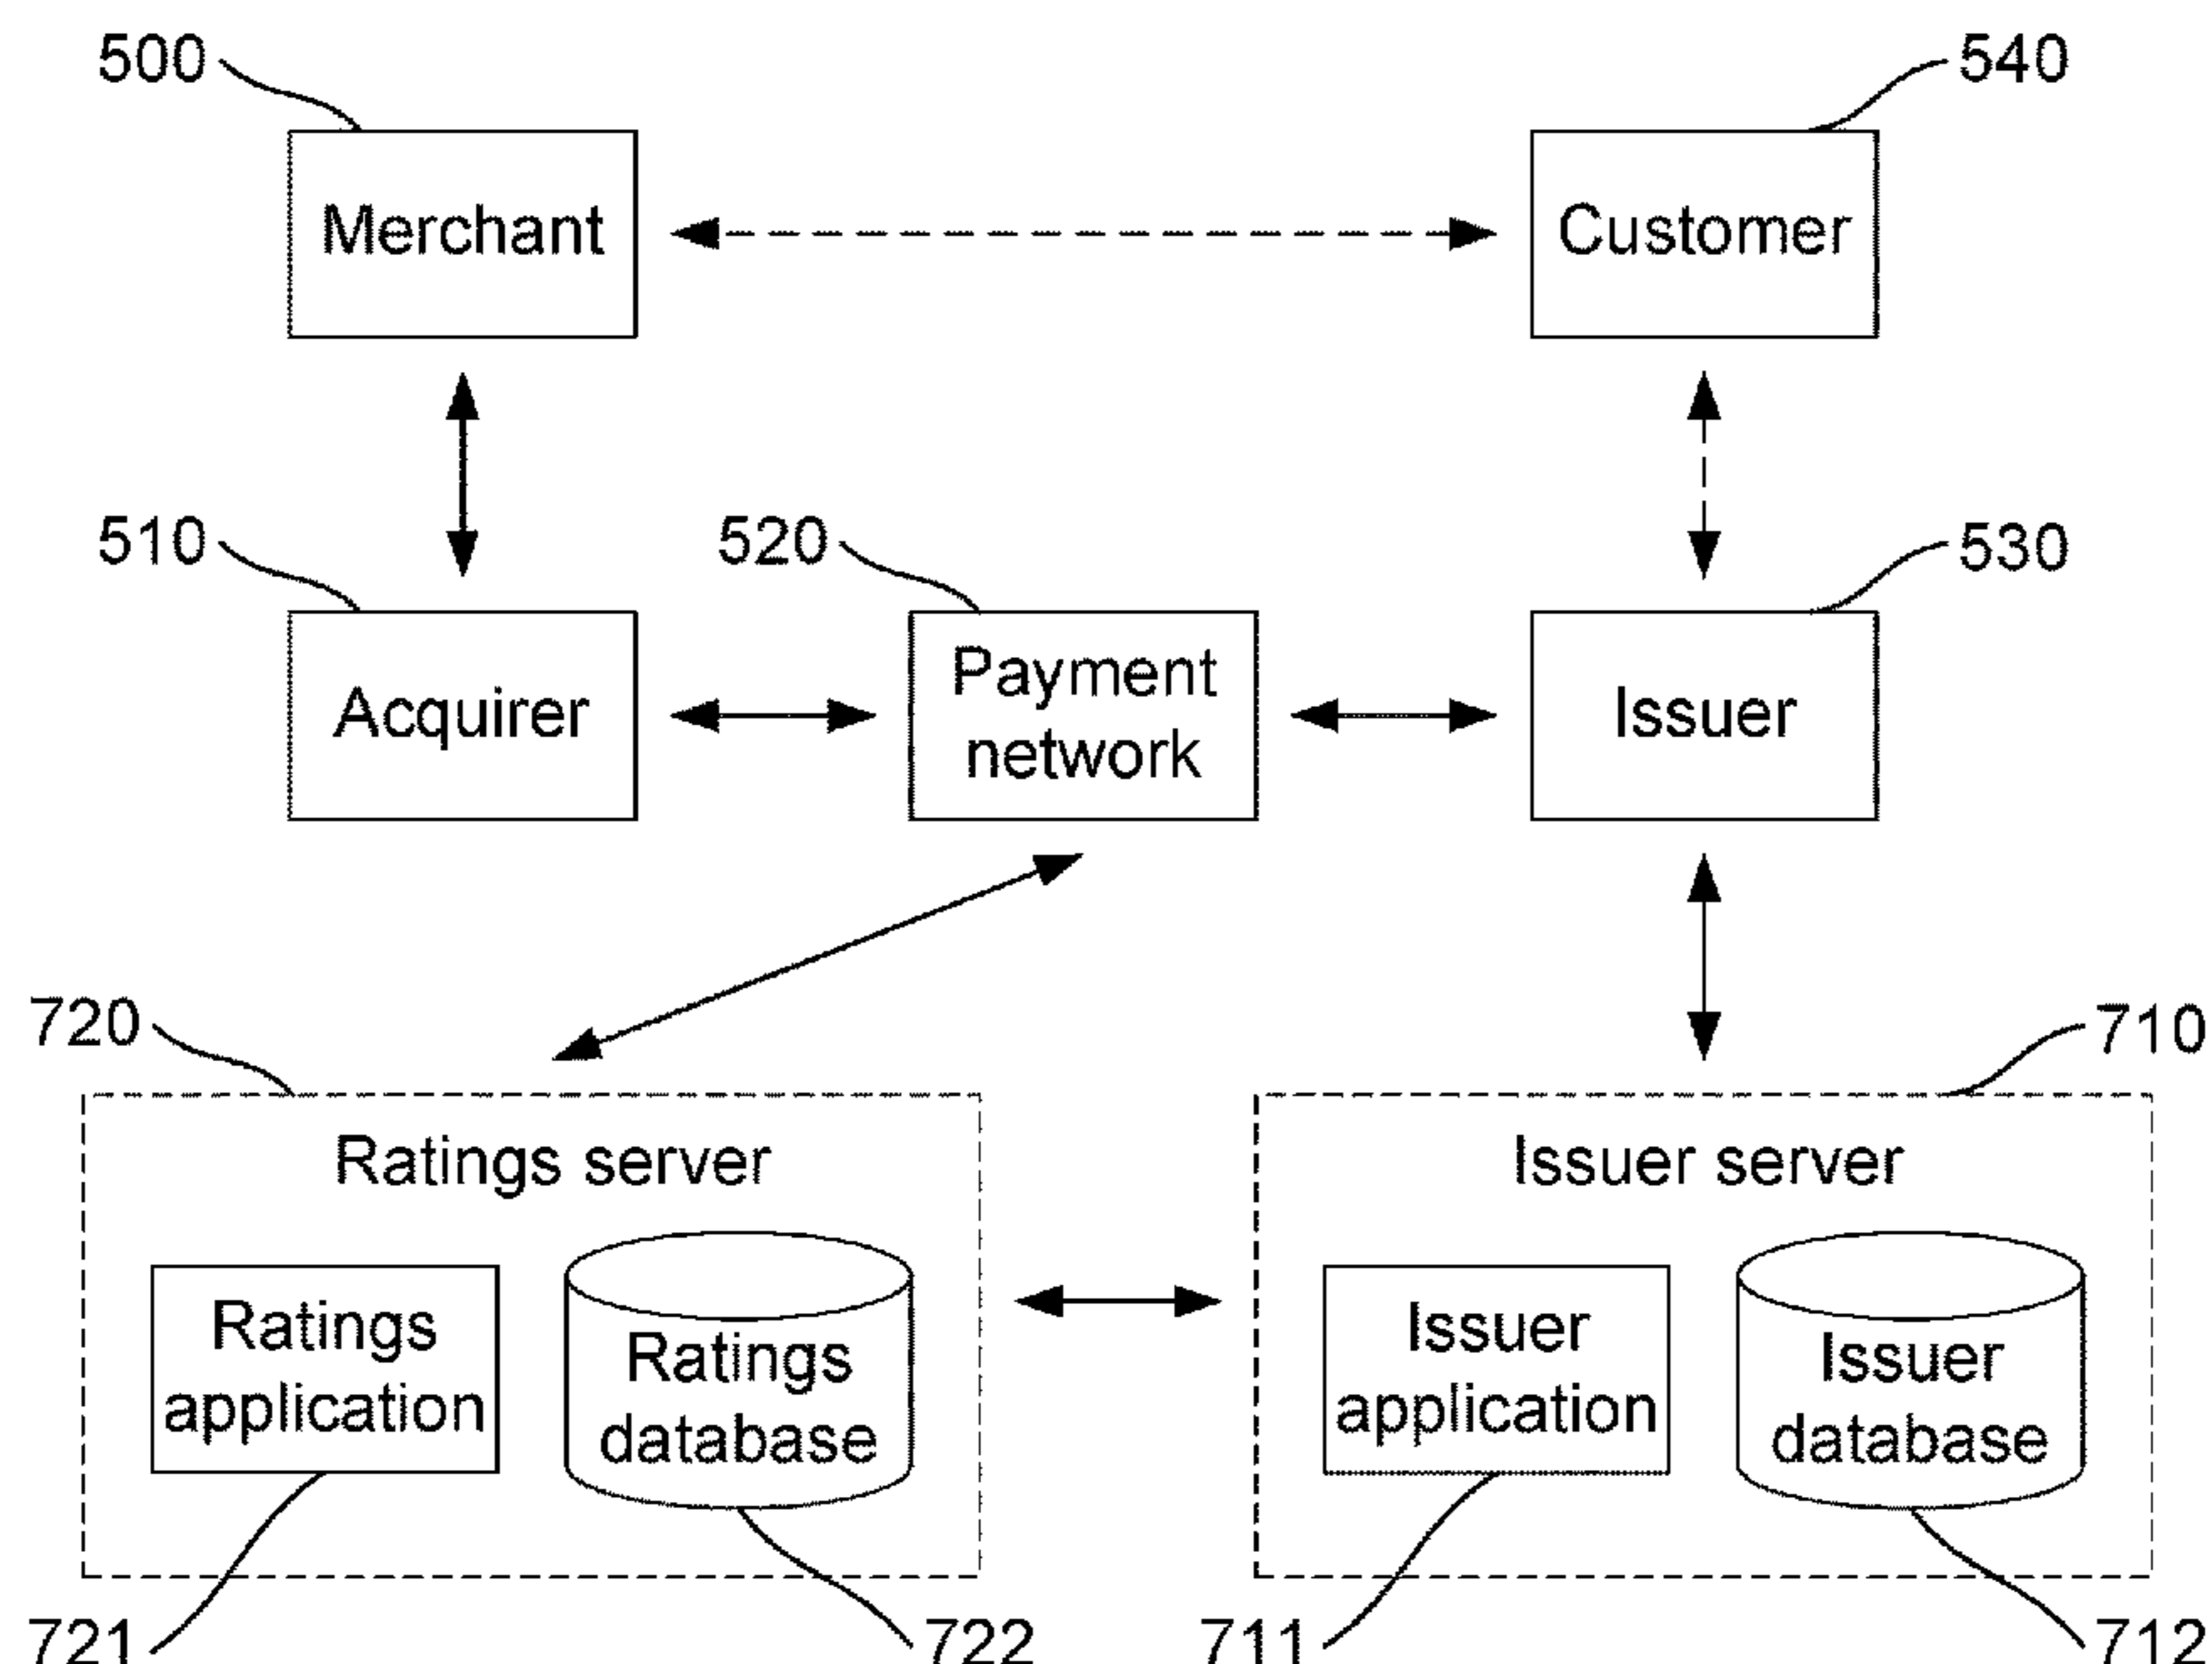 500
540
Merchant
Customer
510
520
530
Acquirer
Payment
network
Issuer
720
710
Ratings server
Issuer server
Ratings
application
Ratings
database
Issuer
application
Issuer
database
721
722
711
712